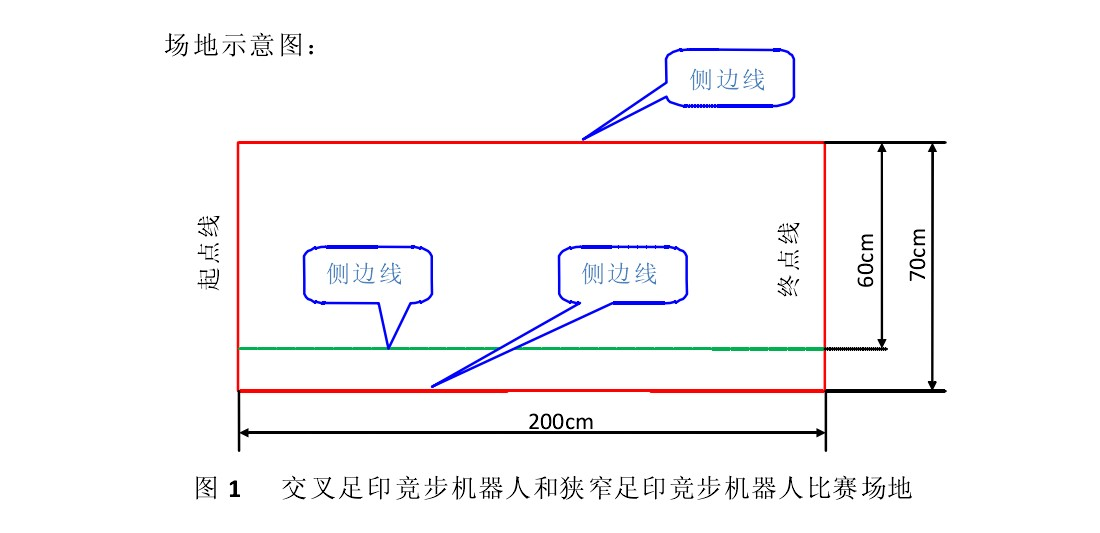 场地示意图：
侧边线
起点线
侧边线
侧边线
终点线
60cm
70cm
200cm
图 1 交叉足印竞步机器人和狭窄足印竞步机器人比赛场地